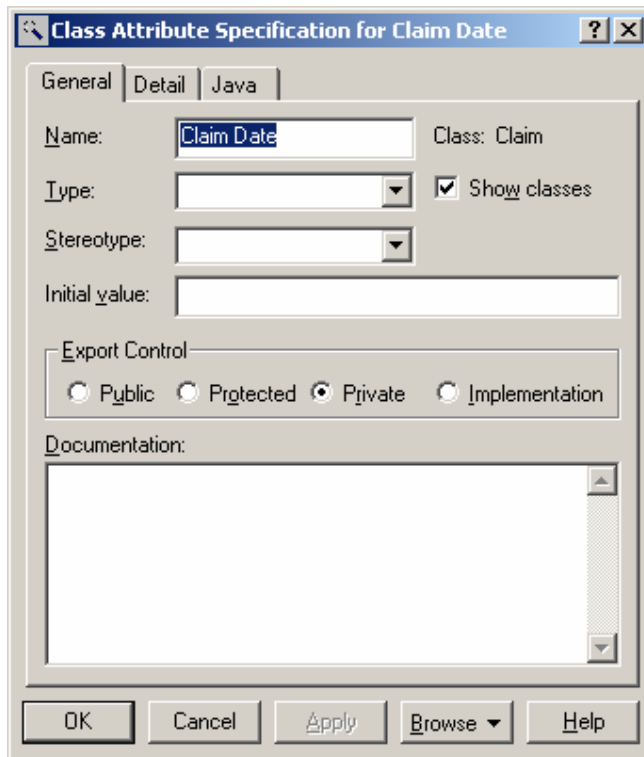 Class Attribute Specification for Claim Date
General Detail Java
Name: Claim Date Class: Claim
Type: Show classes
Stereotype:
Initial value:
Export Control
Public Protected Private Implementation
Documentation:
OK Cancel Apply Browse Help